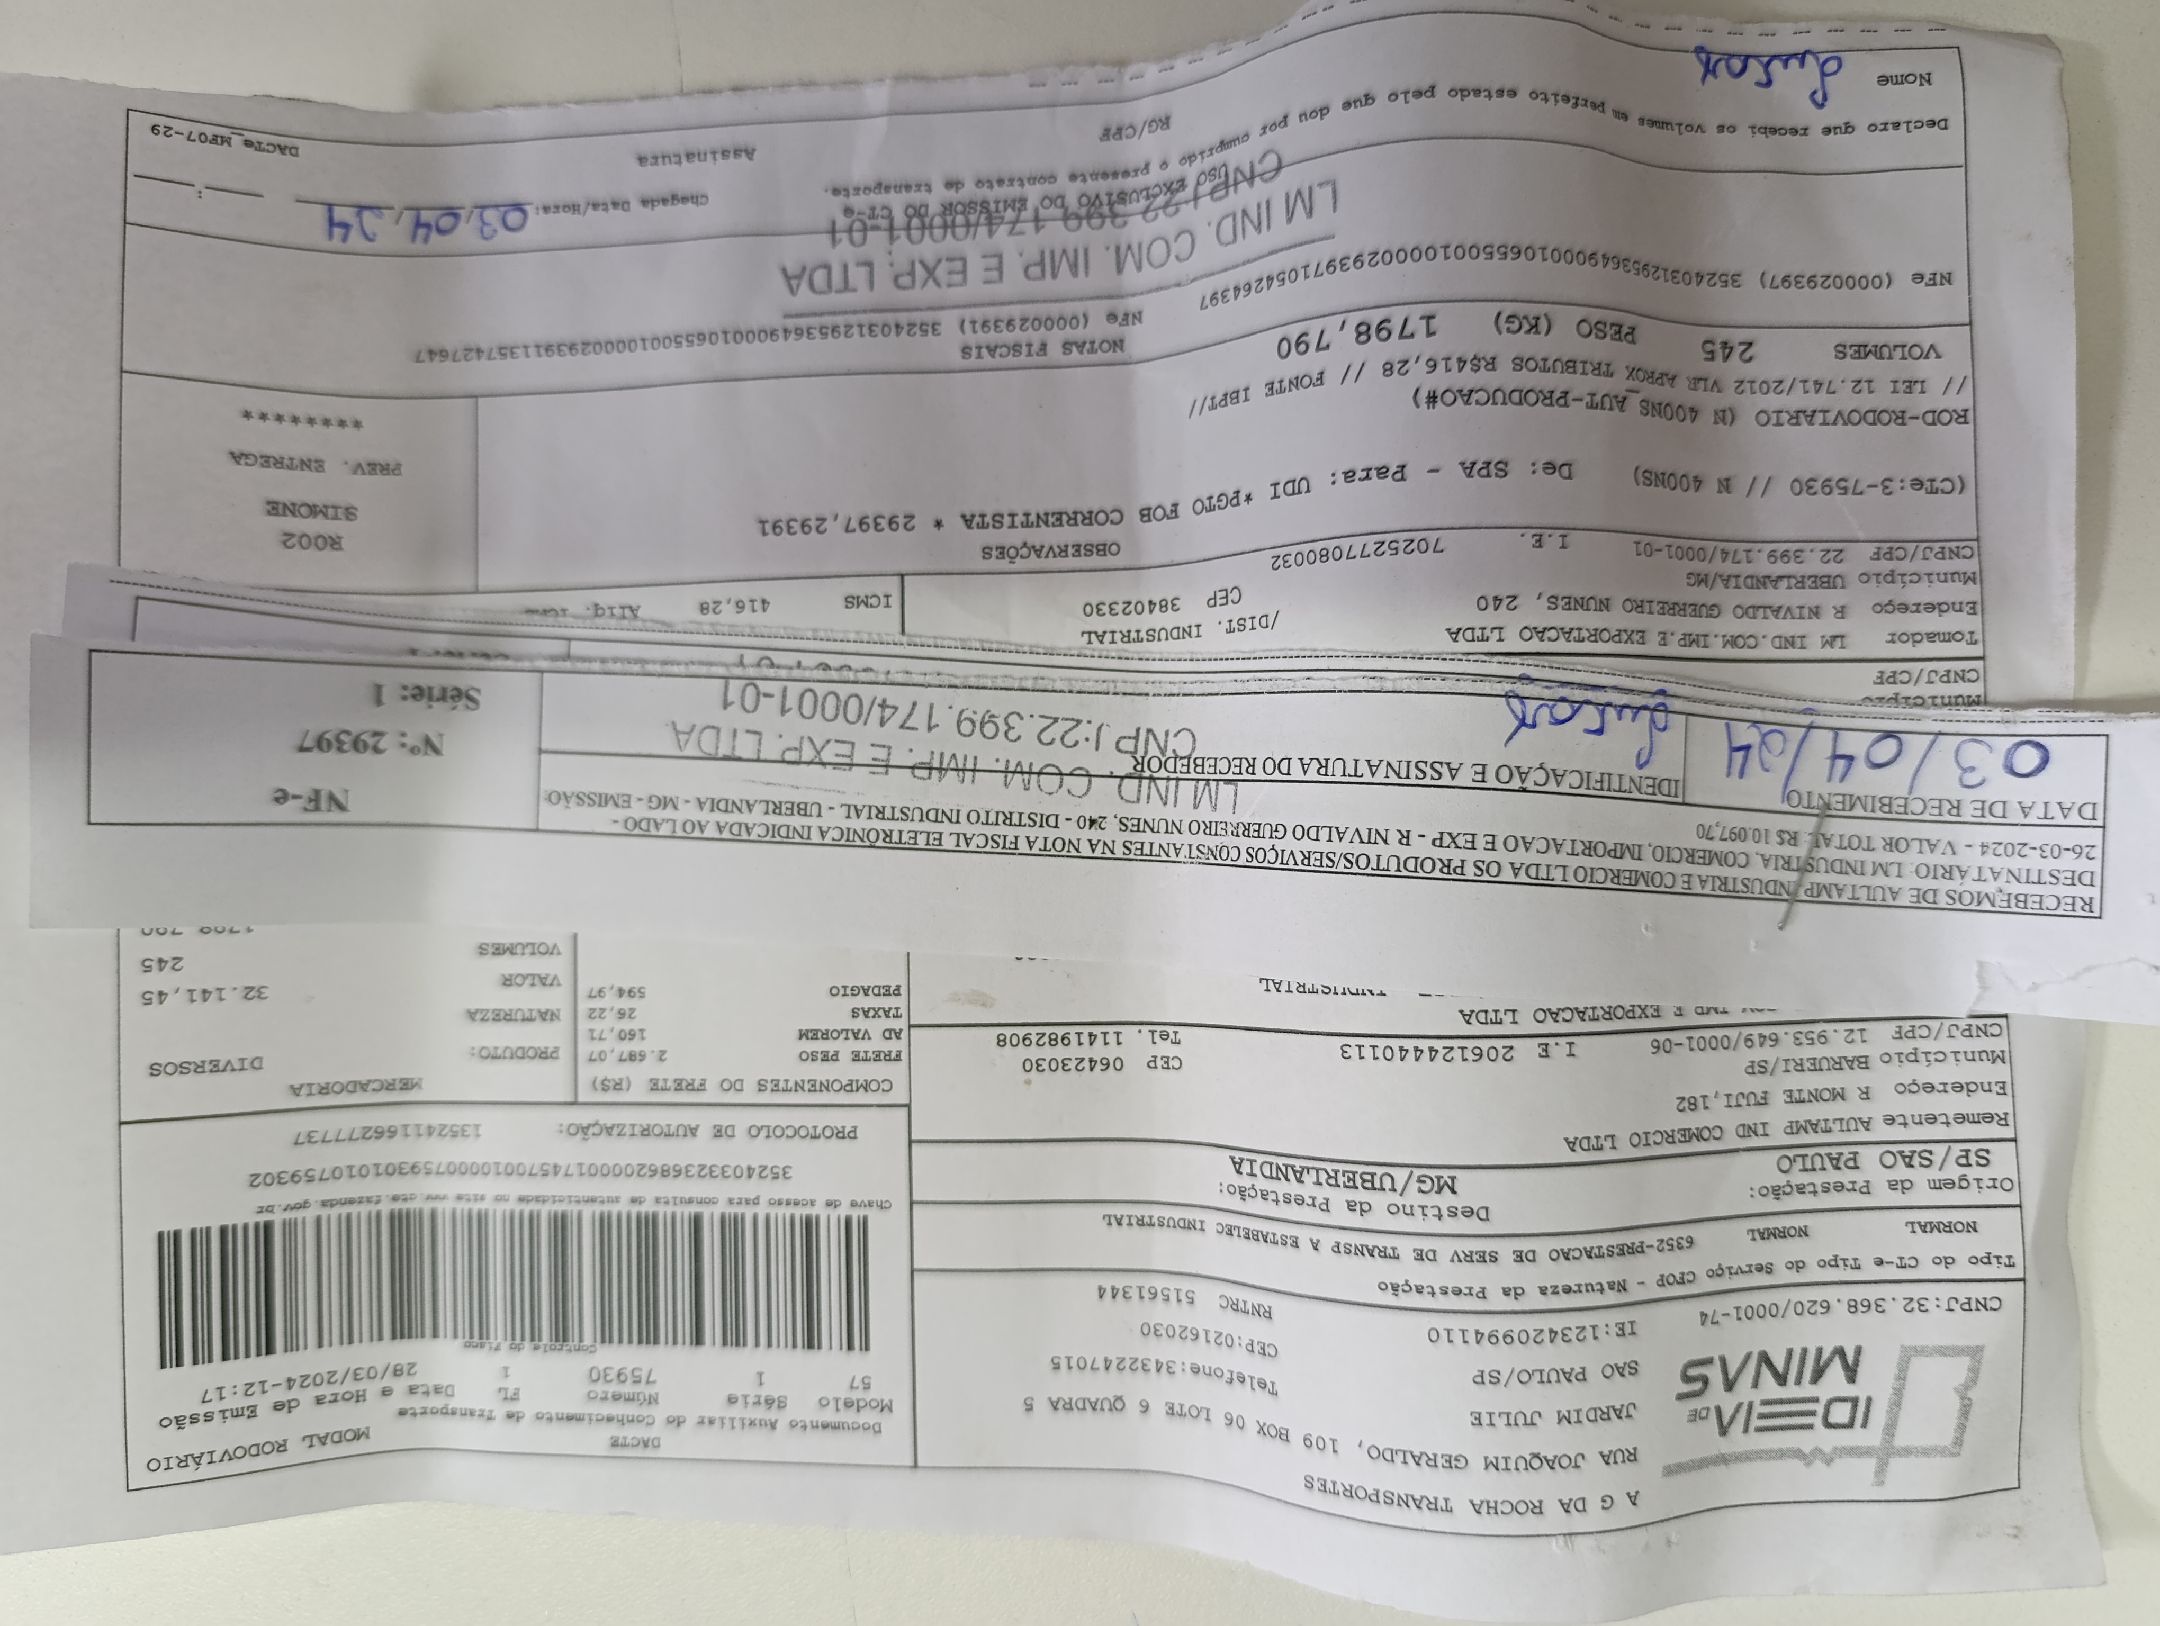 A G DA ROCHA TRANSPORTES
RUA JOAQUIM GERALDO, 109 BOX 06 LOTE 6 QUADRA 5
JARDIM JULIE
Telefone:3432247015
SAO PAULO/SP
CEP:02162030
IDEIA DE MINAS
CNPJ:32.368.620/0001-74
IE:123420994110
RNTRC 51561344
MODAL RODOVIÁRIO
DACTE
Documento Auxiliar do Conhecimento de Transporte
Modelo Série Número FL Data e Hora de Emissão
57 1 75930 1 28/03/2024-12:17
Controle do Fisco
Chave de acesso para consulta de autenticidade no site www.cte.fazenda.gov.br
PROTOCOLO DE AUTORIZAÇÃO: 135241166277737
Tipo do CT-e Tipo do Serviço CFOP - Natureza da Prestação
NORMAL NORMAL 6352-PRESTACAO DE SERV DE TRANSP A ESTABELEC INDUSTRIAL
Origem da Prestação: Destino da Prestação:
SP/SAO PAULO MG/UBERLANDIA
Remetente AULTAMP IND COMERCIO LTDA
Endereço R MONTE FUJI,182
Município BARUERI/SP CEP 06423030
CNPJ/CPF 12.953.649/0001-06 I.E 206124440113 Tel. 1141982908
IMP E EXPORTACAO LTDA
INDUSTRIAL
COMPONENTES DO FRETE (R$) MERCADORIA
FRETE PESO 2.687,07 PRODUTO: DIVERSOS
AD VALOREM 160,71
TAXAS 26,22 NATUREZA
PEDAGIO 594,97 VALOR 32.141,45
VOLUMES 245
RECEBEMOS DE AULTAMP INDUSTRIA E COMERCIO LTDA OS PRODUTOS/SERVIÇOS CONSTANTES NA NOTA FISCAL ELETRÔNICA INDICADA AO LADO -
DESTINATÁRIO: LM INDUSTRIA, COMERCIO, IMPORTACAO E EXP - R NIVALDO GUERREIRO NUNES, 240 - DISTRITO INDUSTRIAL - UBERLANDIA - MG - EMISSÃO:
26-03-2024 - VALOR TOTAL: R$ 10.097,70
DATA DE RECEBIMENTO
03/04/24
IDENTIFICAÇÃO E ASSINATURA DO RECEBEDOR
LM IND. COM. IMP. E EXP. LTDA
CNPJ:22.399.174/0001-01
NF-e
Nº: 29397
Série: 1
Município
CNPJ/CPF
Tomador LM IND.COM.IMP.E EXPORTACAO LTDA
Endereço R NIVALDO GUERREIRO NUNES, 240 /DIST. INDUSTRIAL
Município UBERLANDIA/MG CEP 38402330
CNPJ/CPF 22.399.174/0001-01 I.E. 7025277080032
ICMS 416,28 Aliq.
OBSERVAÇÕES
(CTe:3-75930 // N 400NS) De: SPA - Para: UDI *PGTO FOB CORRENTISTA * 29397,29391
ROD-RODOVIARIO (N 400NS_AUT-PRODUCAO#)
// LEI 12.741/2012 VLR APROX TRIBUTOS R$416,28 // FONTE IBPT//
R002
SIMONE
PREV. ENTREGA
********
VOLUMES 245 PESO (KG) 1798,790
NOTAS FISCAIS
NFe (000029397) 35240312953649000106550010000293971054264397
NFe (000029391) 35240312953649000106550010000293911357427647
LM IND. COM. IMP. E EXP. LTDA
CNPJ:22.399.174/0001-01
USO EXCLUSIVO DO EMISSOR DO CT-e
Declaro que recebi os volumes em perfeito estado pelo que dou por cumprido o presente contrato de transporte.
Chegada Data/Hora: 03.04.24
Nome
RG/CPF
Assinatura
DACTe_MF07-29